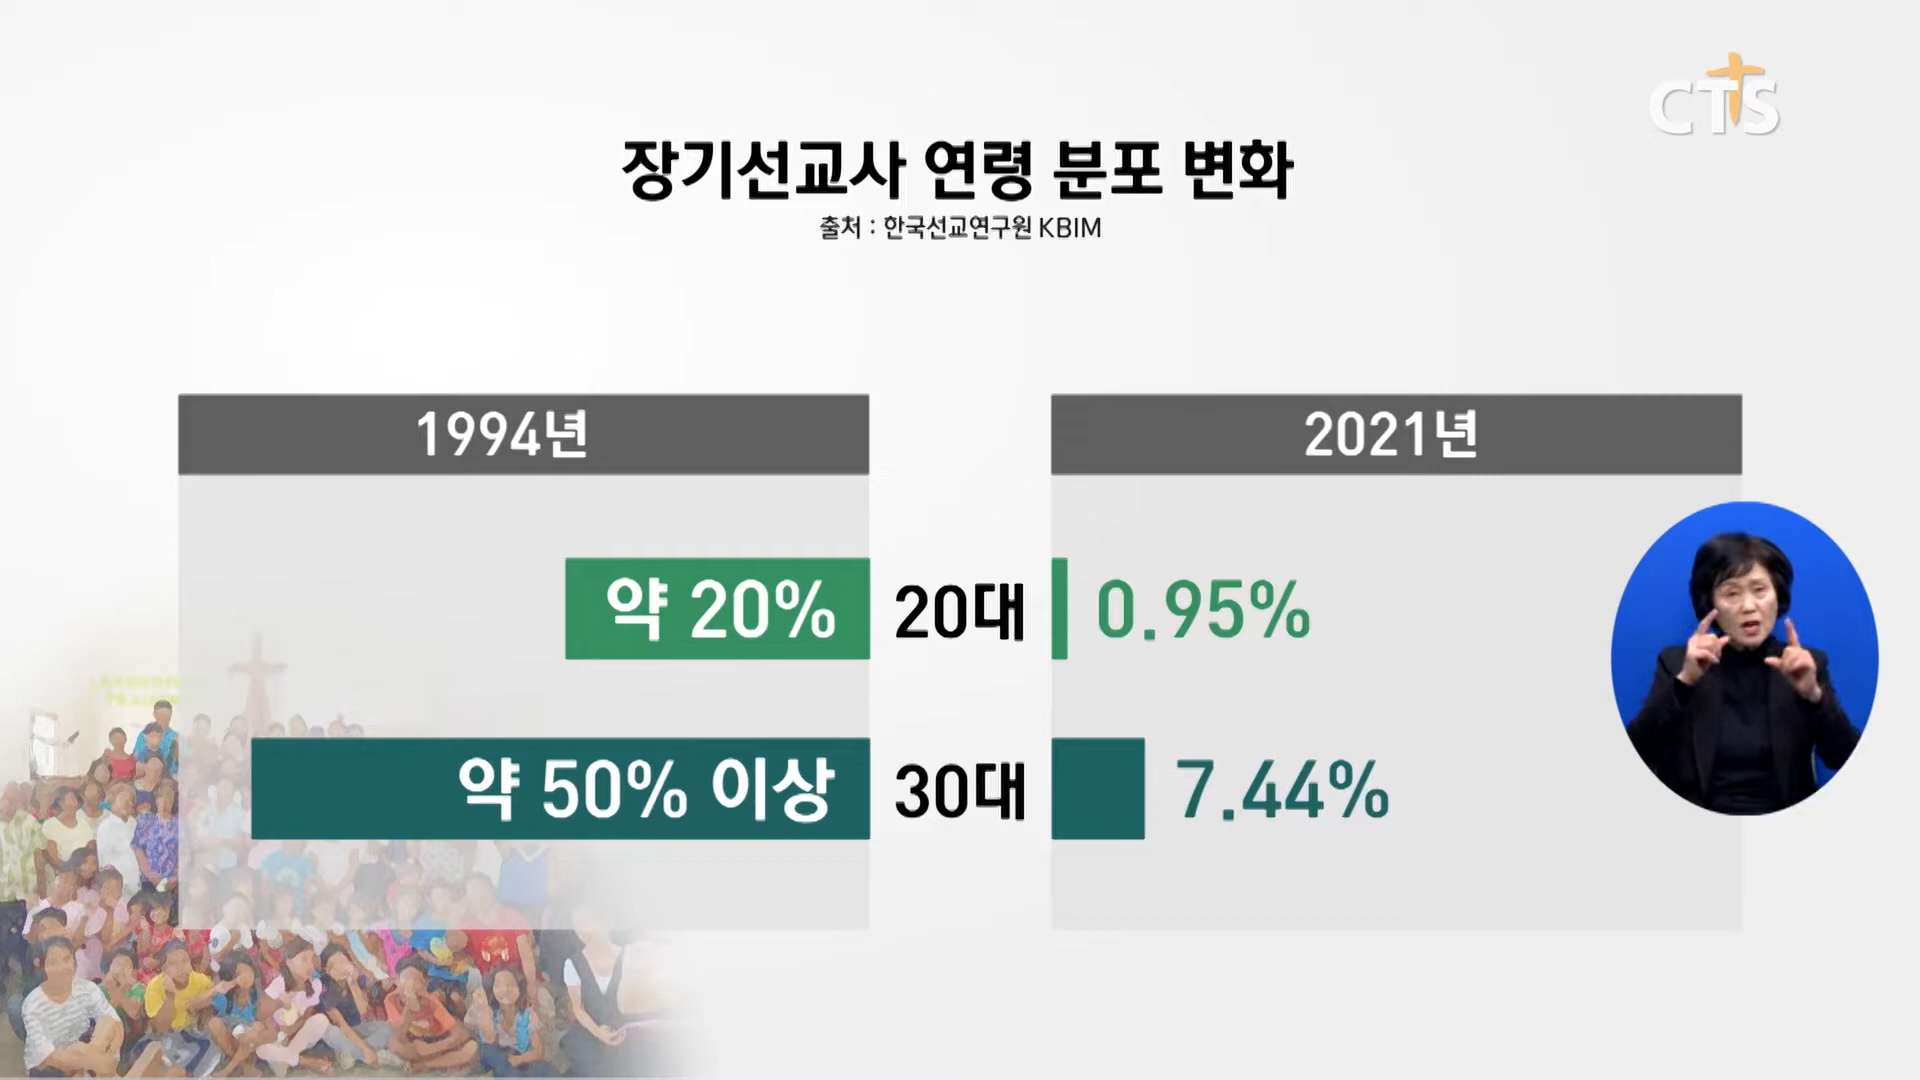 CTS
장기선교사 연령 분포 변화
출처 : 한국선교연구원 KBIM
1994년
2021년
약 20% 20대 0.95%
약 50% 이상 30대 7.44%